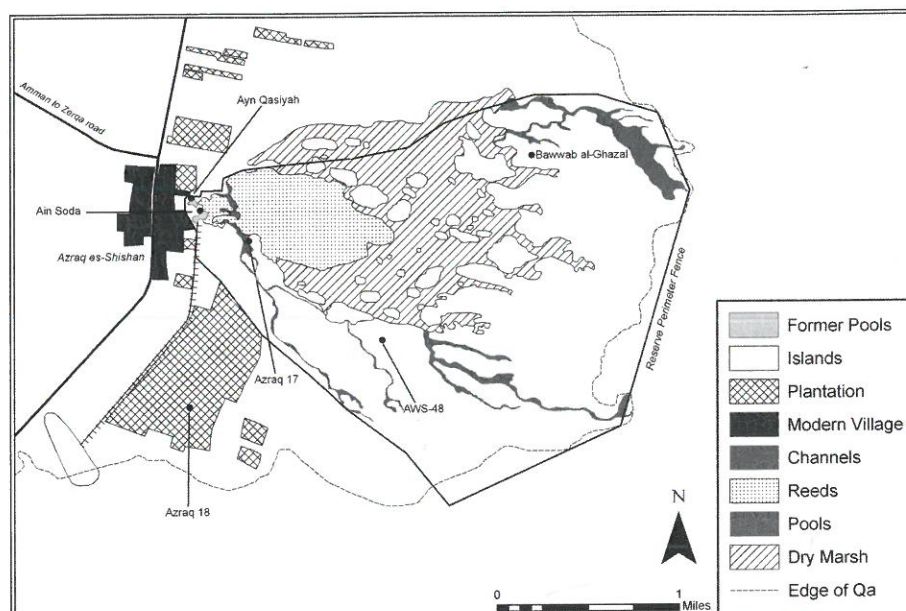 Amman to Zerqa road
Ayn Qasiyah
Bawwab al-Ghazal
Ain Soda
Azraq es-Shishan
Reserve Perimeter Fence
Azraq 17
AWS-48
Azraq 18
N
0 1
Miles
Former Pools
Islands
Plantation
Modern Village
Channels
Reeds
Pools
Dry Marsh
Edge of Qa